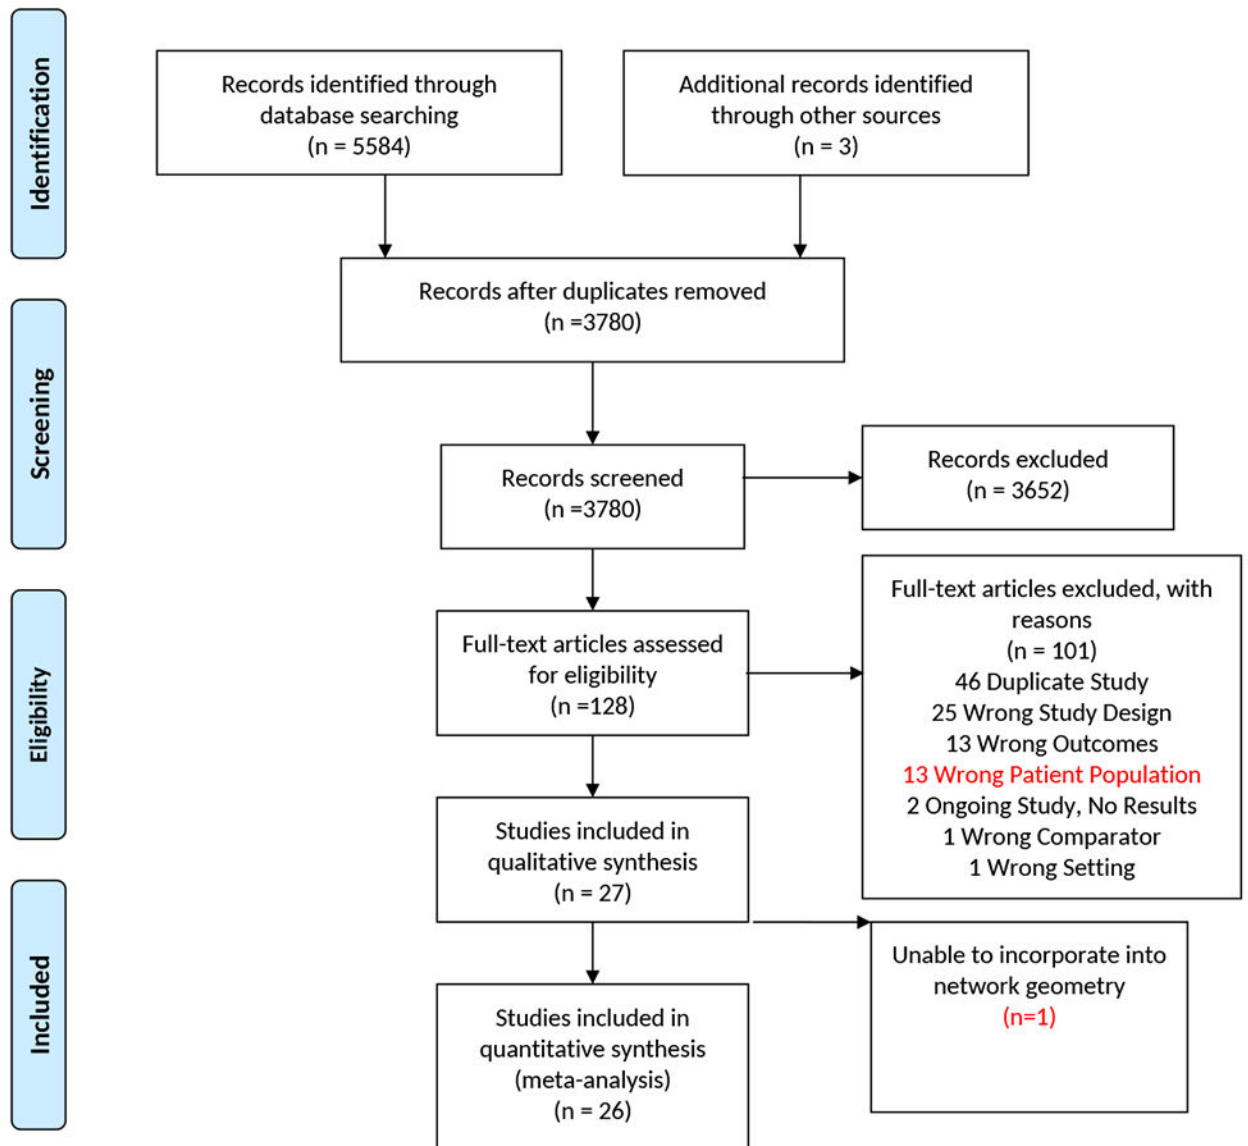 Identification
Records identified through
database searching
(n = 5584)
Additional records identified
through other sources
(n = 3)
Records after duplicates removed
(n =3780)
Screening
Records screened
(n =3780)
Records excluded
(n = 3652)
Eligibility
Full-text articles assessed
for eligibility
(n =128)
Full-text articles excluded, with
reasons
(n = 101)
46 Duplicate Study
25 Wrong Study Design
13 Wrong Outcomes
13 Wrong Patient Population
2 Ongoing Study, No Results
1 Wrong Comparator
1 Wrong Setting
Studies included in
qualitative synthesis
(n = 27)
Included
Unable to incorporate into
network geometry
(n=1)
Studies included in
quantitative synthesis
(meta-analysis)
(n = 26)